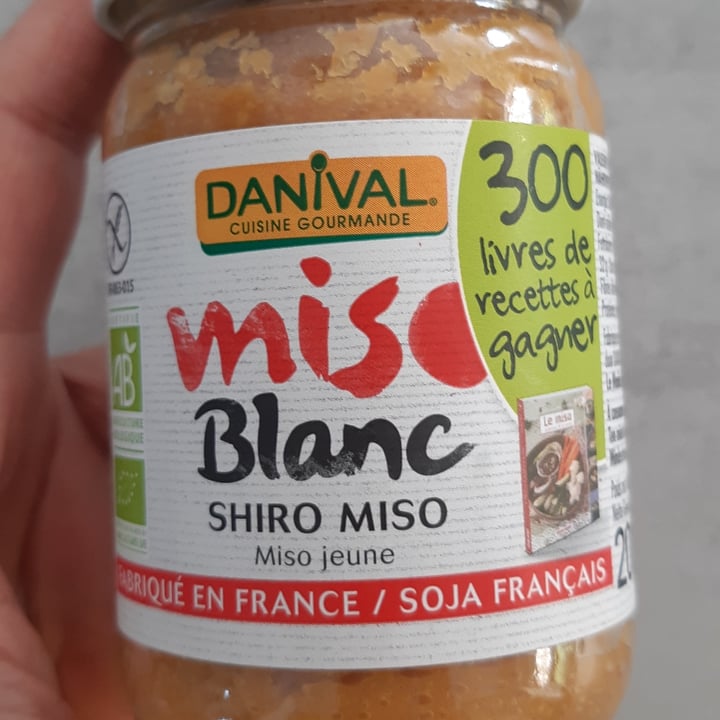 DANIVAL®
CUISINE GOURMANDE
miso
Blanc
SHIRO MISO
Miso jeune
FABRIQUÉ EN FRANCE / SOJA FRANÇAIS
300
livres de
recettes à
gagner
Le miso
AB